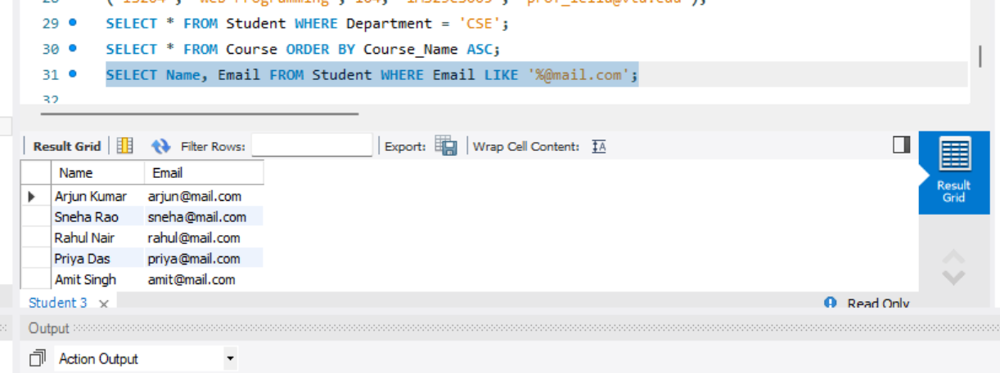 29 SELECT * FROM Student WHERE Department = 'CSE';
30 SELECT * FROM Course ORDER BY Course_Name ASC;
31 SELECT Name, Email FROM Student WHERE Email LIKE '%@mail.com';
32
Result Grid Filter Rows: Export: Wrap Cell Content: IA
Name Email
Arjun Kumar arjun@mail.com
Sneha Rao sneha@mail.com
Rahul Nair rahul@mail.com
Priya Das priya@mail.com
Amit Singh amit@mail.com
Result
Grid
Student 3 Read Only
Output
Action Output